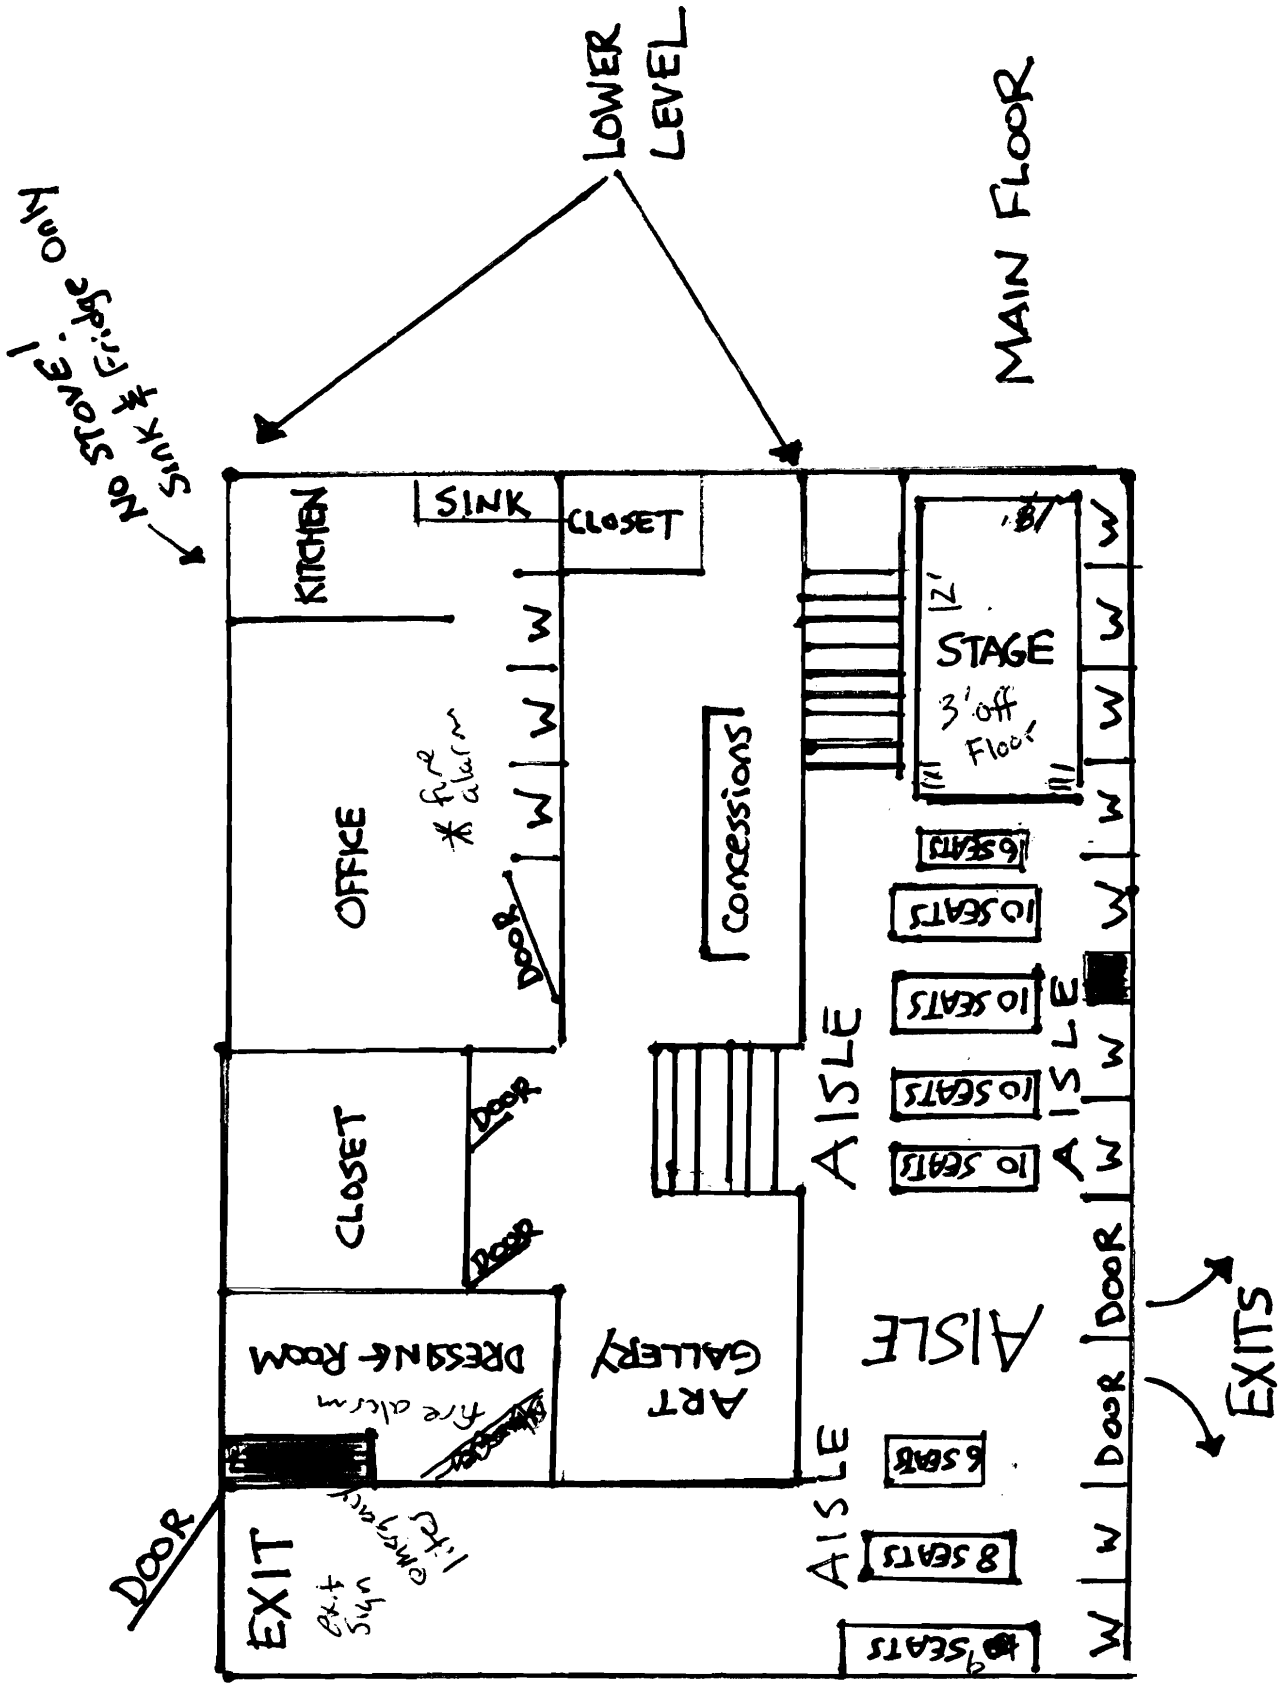 DOOR
NO STOVE!
Sink & Fridge Only
EXIT
exit
sign
emergency
lites
DRESSING ROOM
fire alarm
CLOSET
DOOR
DOOR
OFFICE
* fire
alarm
DOOR
W
W
W
KITCHEN
SINK
CLOSET
LOWER
LEVEL
ART
GALLERY
Concessions
AISLE
AISLE
AISLE
AISLE
9 SEATS
8 SEATS
6 SEATS
10 SEATS
10 SEATS
10 SEATS
10 SEATS
6 SEATS
STAGE
12'
18'
3' off
Floor
MAIN FLOOR
W
W
DOOR
DOOR
W
W
W
W
W
W
W
EXITS